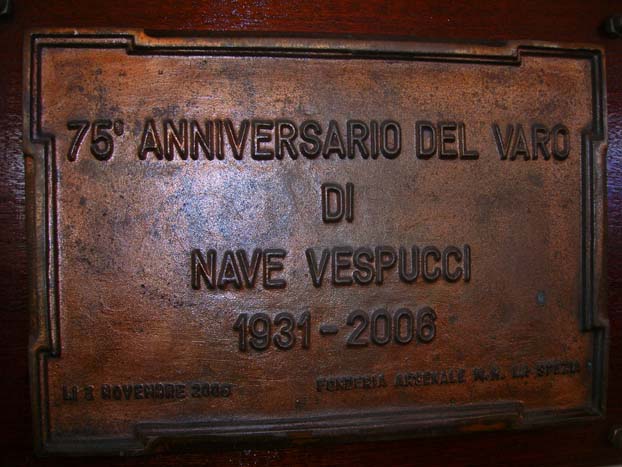 75° ANNIVERSARIO DEL VARO
DI
NAVE VESPUCCI
1931-2006
LI 2 NOVEMBRE 2006 FONDERIA ARSENALE M.M. LA SPEZIA